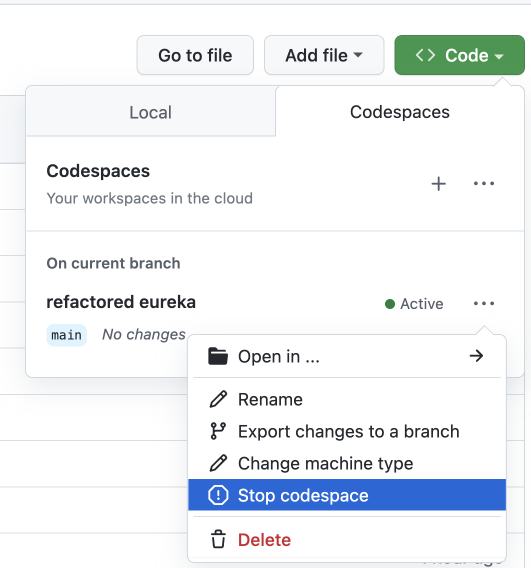 Go to file
Add file
Code
Local
Codespaces
Codespaces
Your workspaces in the cloud
On current branch
refactored eureka
Active
main
No changes
Open in ...
Rename
Export changes to a branch
Change machine type
Stop codespace
Delete